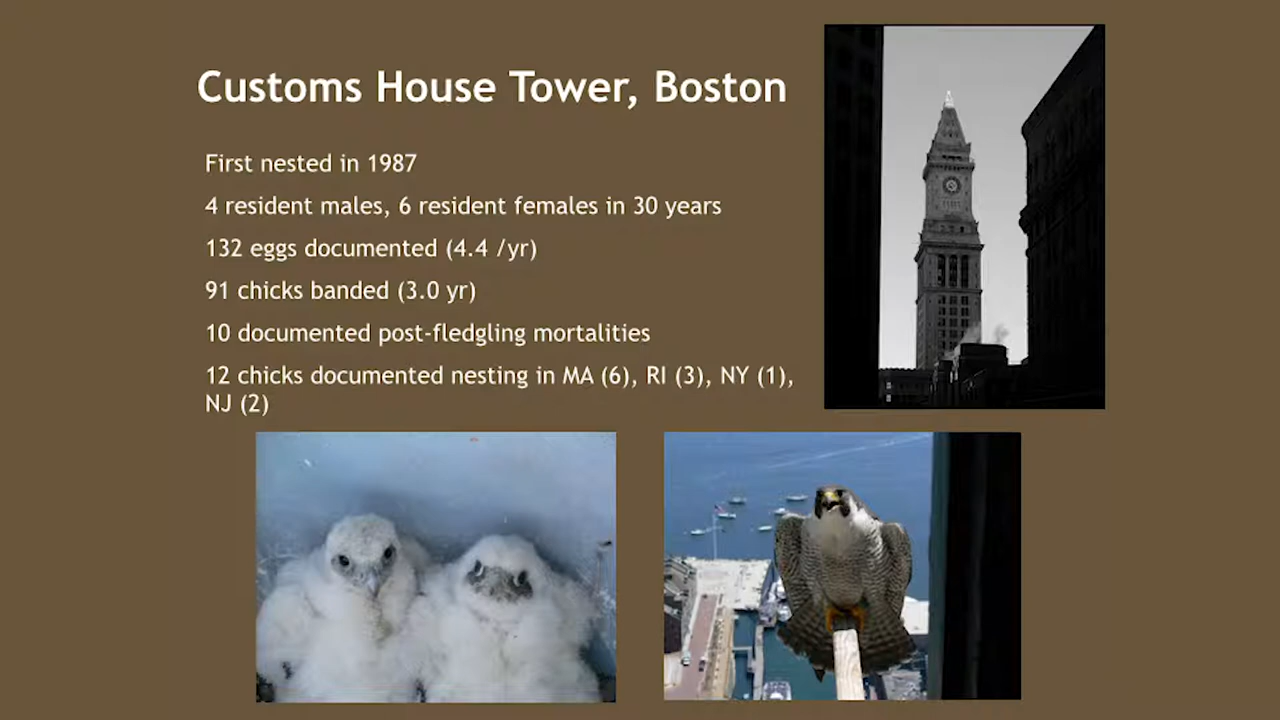 Customs House Tower, Boston
First nested in 1987
4 resident males, 6 resident females in 30 years
132 eggs documented (4.4 /yr)
91 chicks banded (3.0 yr)
10 documented post-fledgling mortalities
12 chicks documented nesting in MA (6), RI (3), NY (1),
NJ (2)